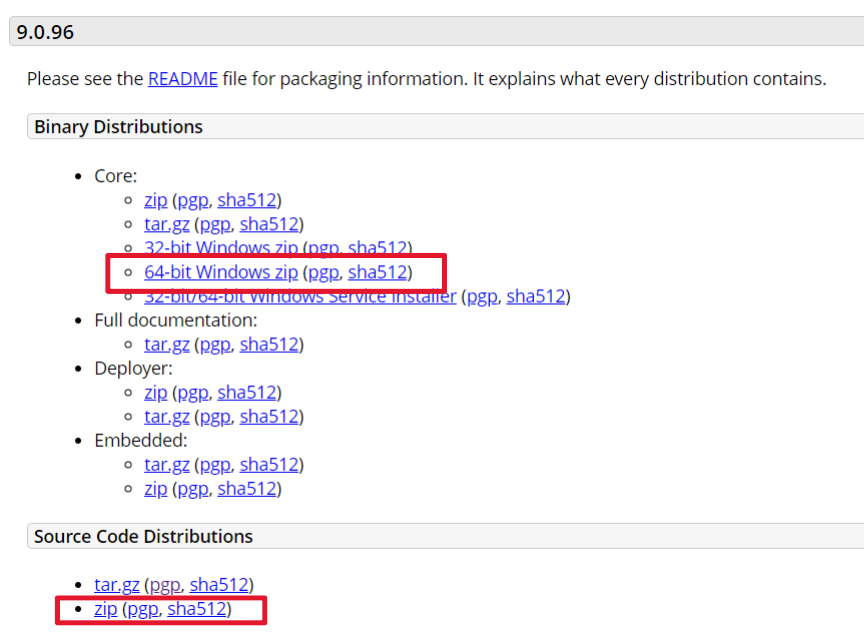 9.0.96
Please see the README file for packaging information. It explains what every distribution contains.
Binary Distributions
Core:
zip (pgp, sha512)
tar.gz (pgp, sha512)
32-bit Windows zip (pgp, sha512)
64-bit Windows zip (pgp, sha512)
32-bit/64-bit Windows Service Installer (pgp, sha512)
Full documentation:
tar.gz (pgp, sha512)
Deployer:
zip (pgp, sha512)
tar.gz (pgp, sha512)
Embedded:
tar.gz (pgp, sha512)
zip (pgp, sha512)
Source Code Distributions
tar.gz (pgp, sha512)
zip (pgp, sha512)